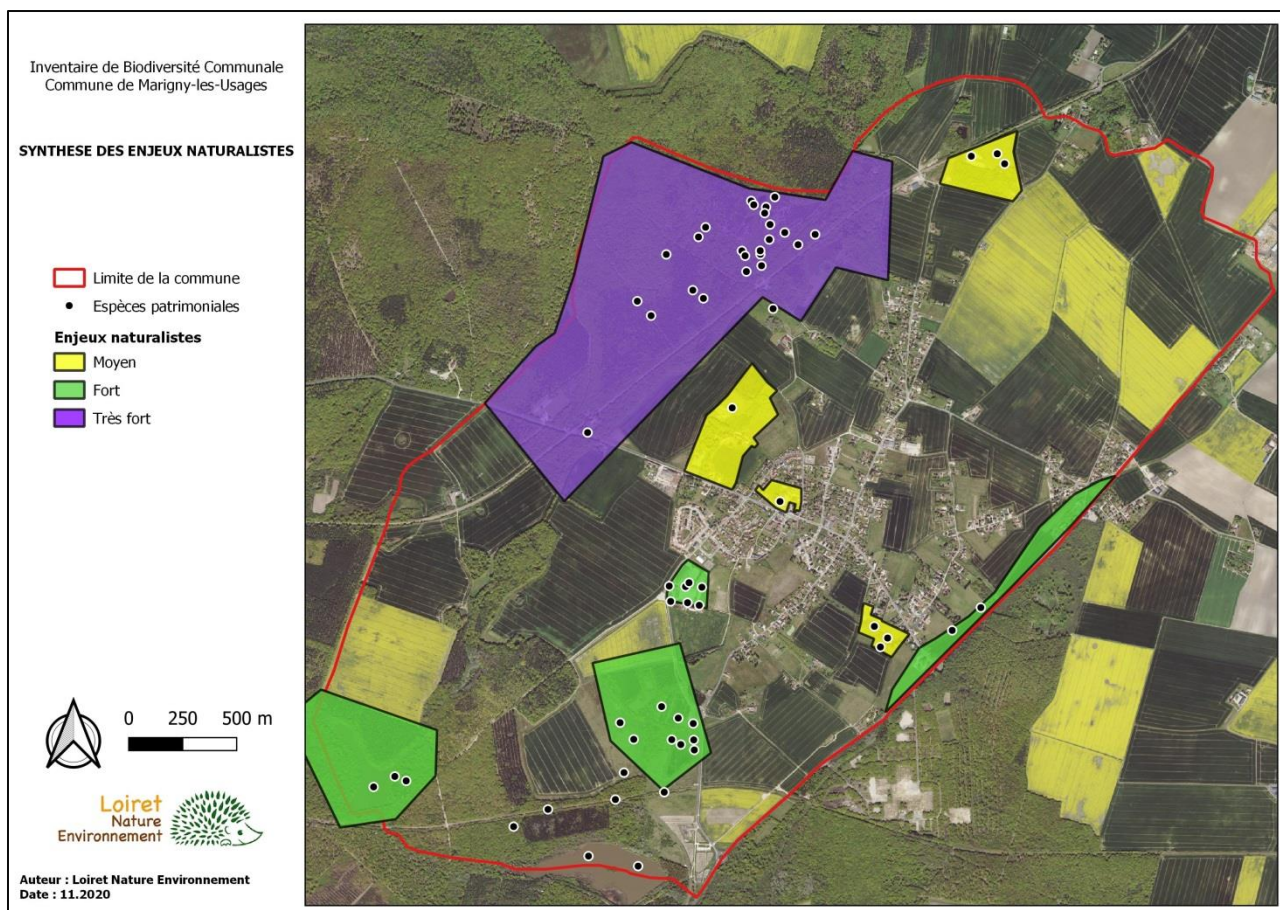 Inventaire de Biodiversité Communale
Commune de Marigny-les-Usages
SYNTHESE DES ENJEUX NATURALISTES
Limite de la commune
Espèces patrimoniales
Enjeux naturalistes
Moyen
Fort
Très fort
0 250 500 m
Loiret
Nature
Environnement
Auteur : Loiret Nature Environnement
Date : 11.2020